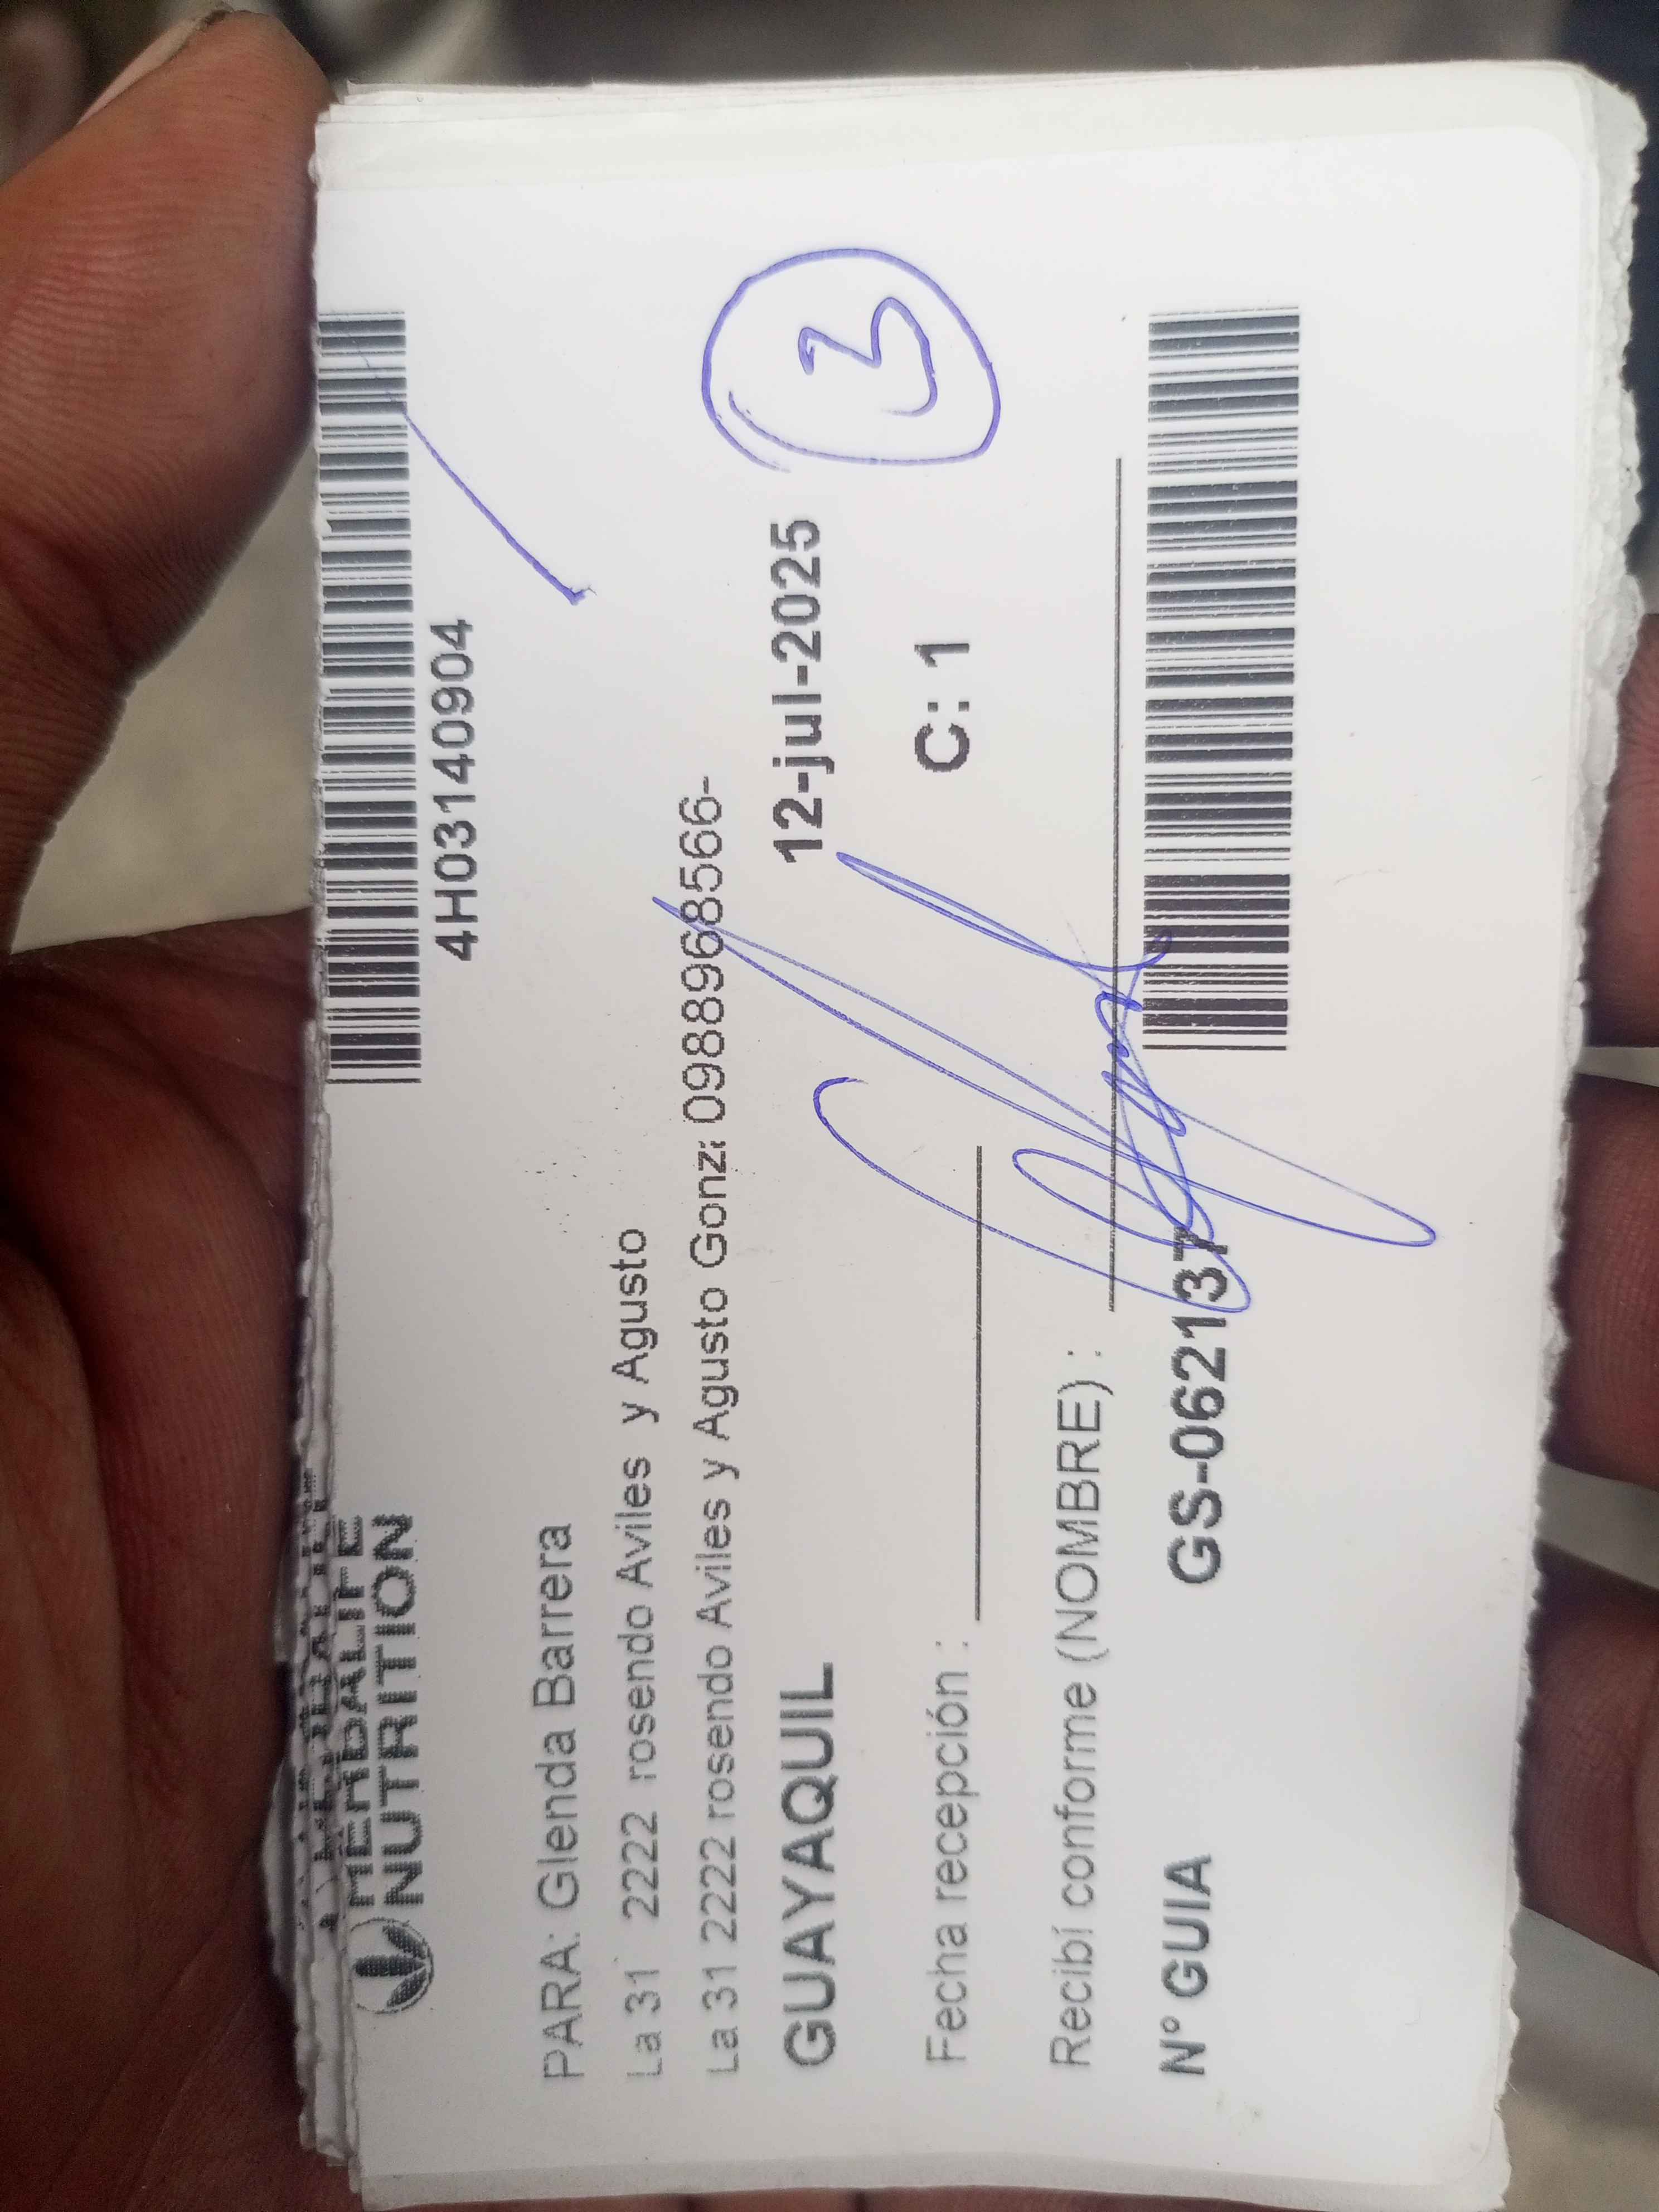 HERBALIFE
NUTRITION
4H03140904
PARA: Glenda Barrera
La 31 2222 rosendo Aviles y Agusto
La 31 2222 rosendo Aviles y Agusto Gonz: 0988968566-
GUAYAQUIL 12-jul-2025
3
Fecha recepción : C: 1
Recibí conforme (NOMBRE) :
N° GUIA GS-062137